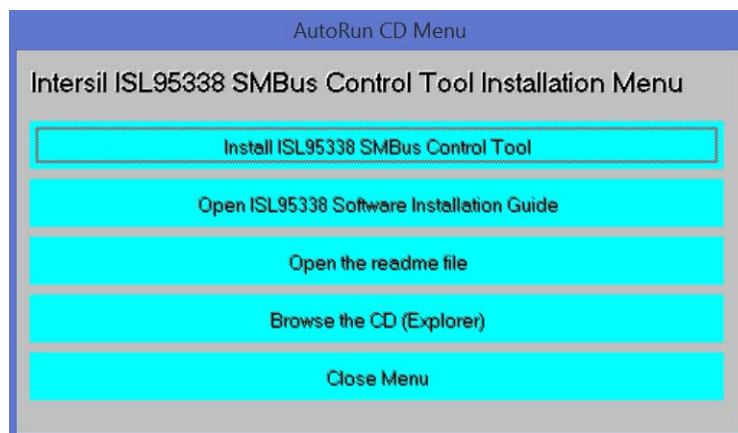 AutoRun CD Menu
Intersil ISL95338 SMBus Control Tool Installation Menu
Install ISL95338 SMBus Control Tool
Open ISL95338 Software Installation Guide
Open the readme file
Browse the CD (Explorer)
Close Menu